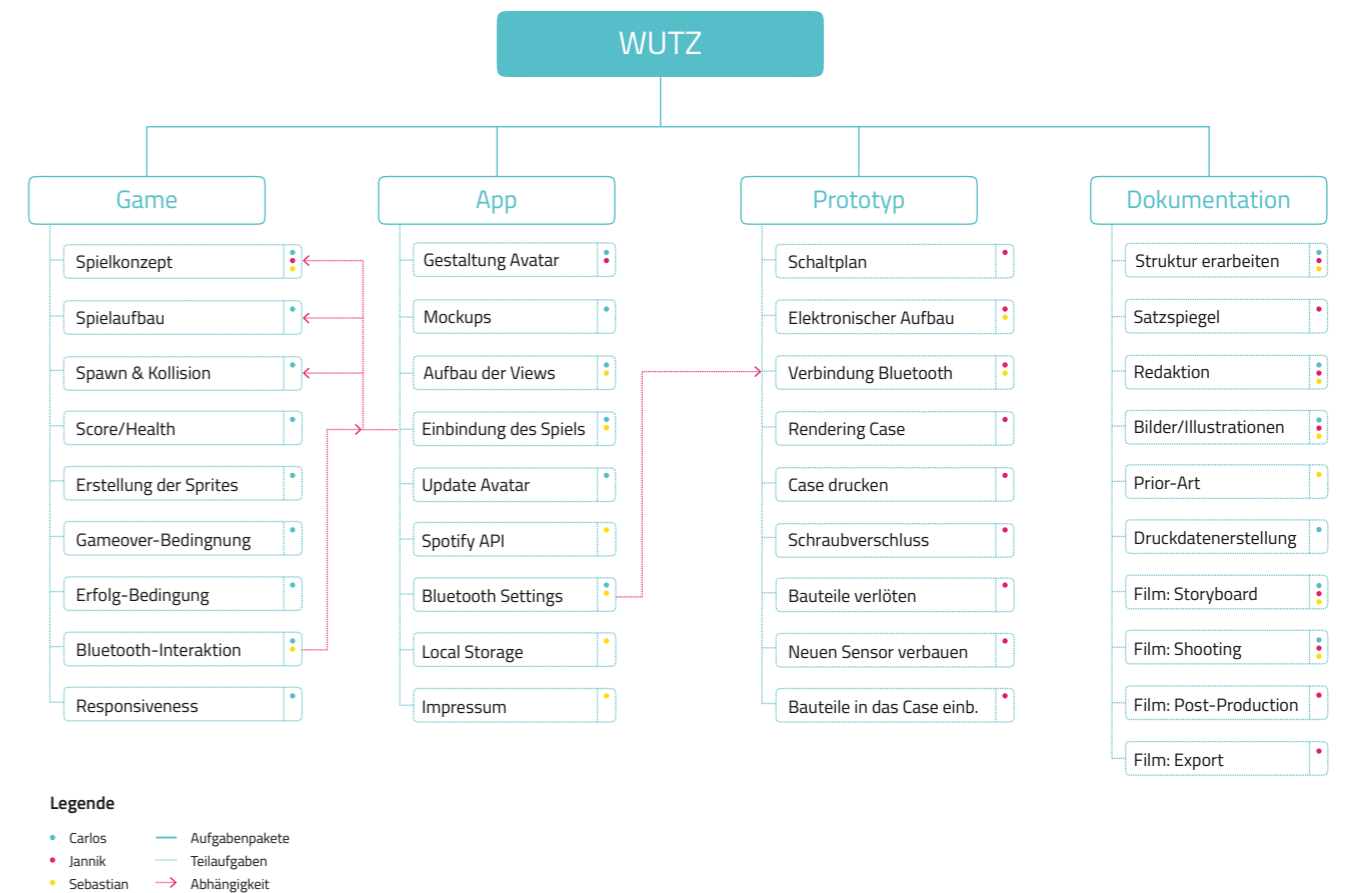 WUTZ
Game
Spielkonzept
Spielaufbau
Spawn & Kollision
Score/Health
Erstellung der Sprites
Gameover-Bedingnung
Erfolg-Bedingung
Bluetooth-Interaktion
Responsiveness
App
Gestaltung Avatar
Mockups
Aufbau der Views
Einbindung des Spiels
Update Avatar
Spotify API
Bluetooth Settings
Local Storage
Impressum
Prototyp
Schaltplan
Elektronischer Aufbau
Verbindung Bluetooth
Rendering Case
Case drucken
Schraubverschluss
Bauteile verlöten
Neuen Sensor verbauen
Bauteile in das Case einb.
Dokumentation
Struktur erarbeiten
Satzspiegel
Redaktion
Bilder/Illustrationen
Prior-Art
Druckdatenerstellung
Film: Storyboard
Film: Shooting
Film: Post-Production
Film: Export
Legende
Carlos
Jannik
Sebastian
Aufgabenpakete
Teilaufgaben
Abhängigkeit